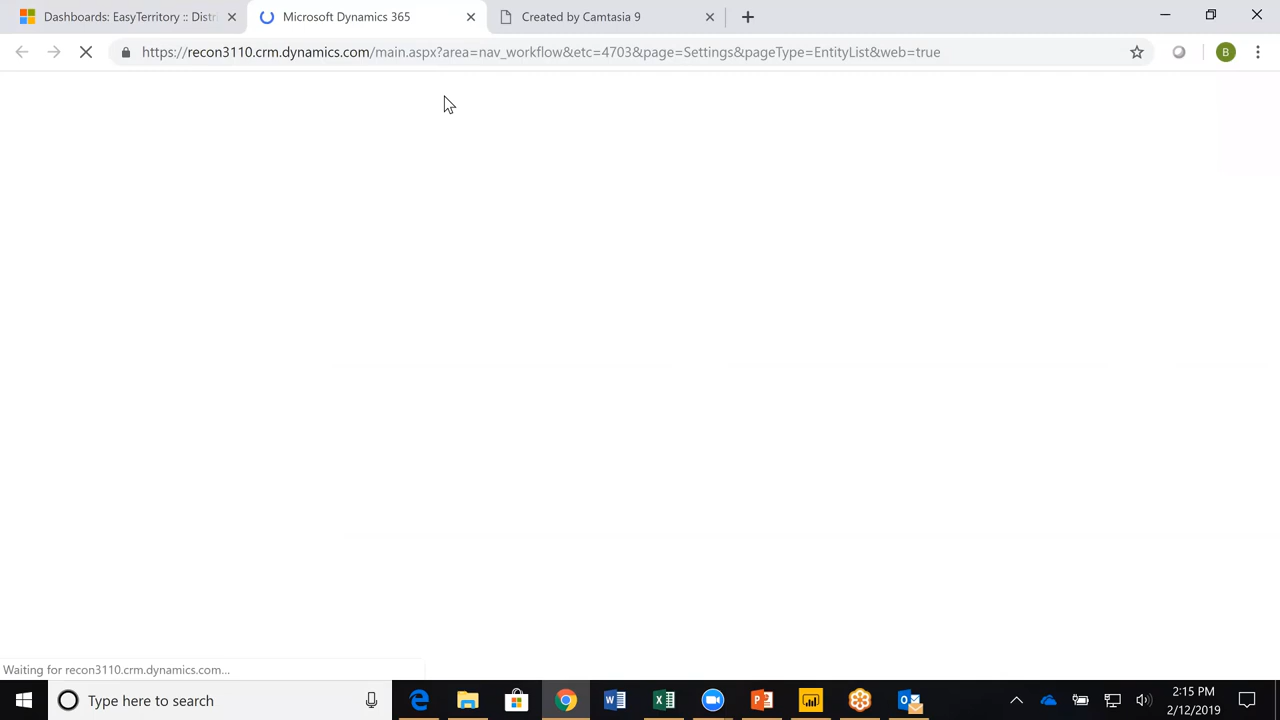 Dashboards: EasyTerritory :: Distr
Microsoft Dynamics 365
Created by Camtasia 9
https://recon3110.crm.dynamics.com/main.aspx?area=nav_workflow&etc=4703&page=Settings&pageType=EntityList&web=true
B
Waiting for recon3110.crm.dynamics.com...
Type here to search
2:15 PM
2/12/2019